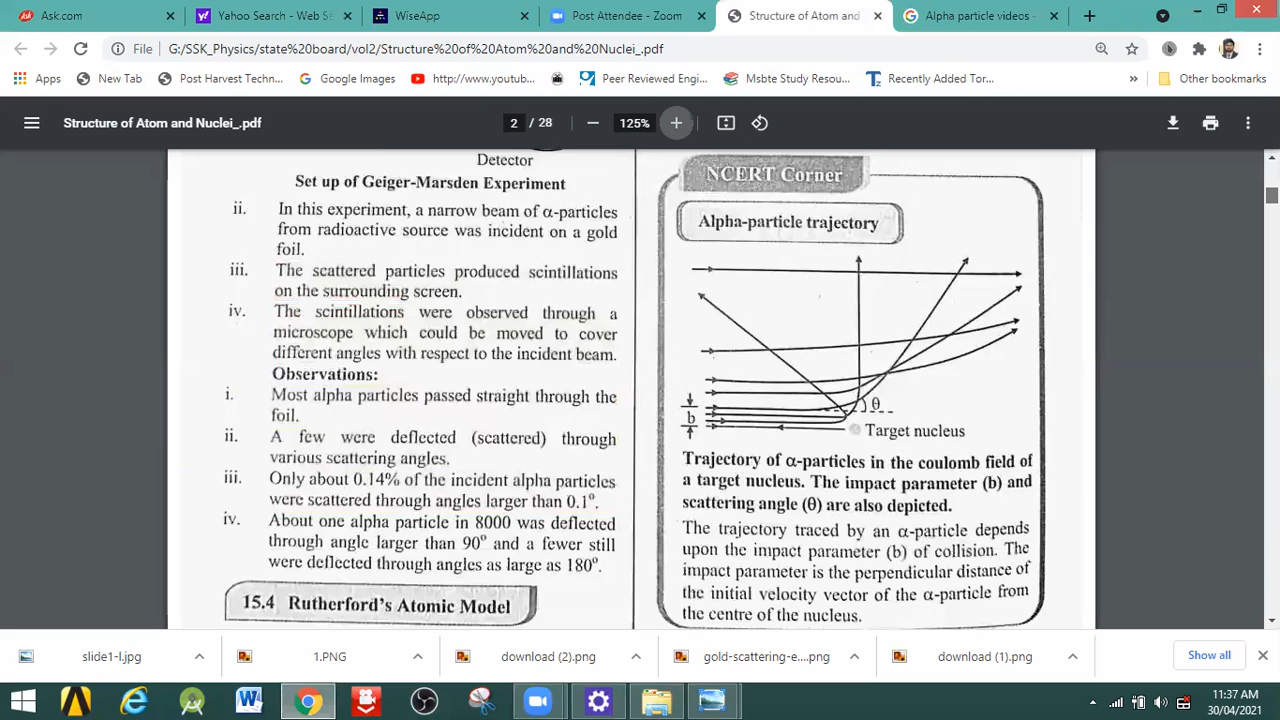 Ask.com
Yahoo Search - Web S
WiseApp
Post Attendee - Zoom
Structure of Atom and
Alpha particle videos -
File
G:/SSK_Physics/state%20board/vol2/Structure%20of%20Atom%20and%20Nuclei_.pdf
Apps
New Tab
Post Harvest Techn...
Google Images
http://www.youtub...
Peer Reviewed Engi...
Msbte Study Resou...
Recently Added Tor...
»
Other bookmarks
Structure of Atom and Nuclei_.pdf
2 / 28
125%
Detector
Set up of Geiger-Marsden Experiment
ii. In this experiment, a narrow beam of α-particles
from radioactive source was incident on a gold
foil.
iii. The scattered particles produced scintillations
on the surrounding screen.
iv. The scintillations were observed through a
microscope which could be moved to cover
different angles with respect to the incident beam.
Observations:
i. Most alpha particles passed straight through the
foil.
ii. A few were deflected (scattered) through
various scattering angles.
iii. Only about 0.14% of the incident alpha particles
were scattered through angles larger than 0.1°.
iv. About one alpha particle in 8000 was deflected
through angle larger than 90° and a fewer still
were deflected through angles as large as 180°.
15.4 Rutherford's Atomic Model
NCERT Corner
Alpha-particle trajectory
b
θ
Target nucleus
Trajectory of α-particles in the coulomb field of
a target nucleus. The impact parameter (b) and
scattering angle (θ) are also depicted.
The trajectory traced by an α-particle depends
upon the impact parameter (b) of collision. The
impact parameter is the perpendicular distance of
the initial velocity vector of the α-particle from
the centre of the nucleus.
slide1-l.jpg
1.PNG
download (2).png
gold-scattering-e....png
download (1).png
Show all
11:37 AM
30/04/2021